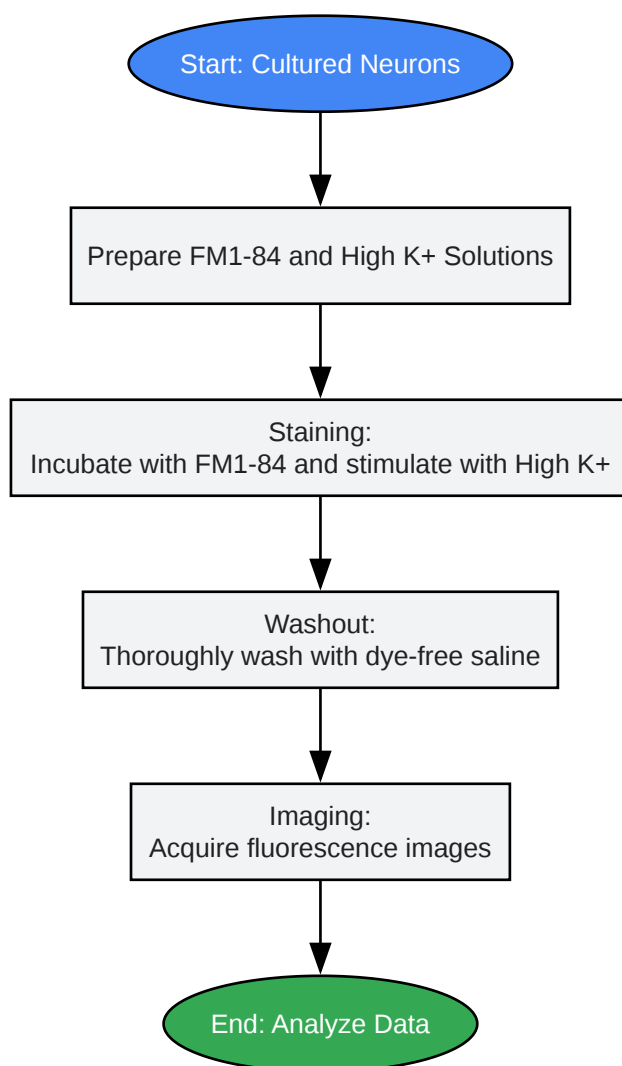 Start: Cultured Neurons
Prepare FM1-84 and High K+ Solutions
Staining:
Incubate with FM1-84 and stimulate with High K+
Washout:
Thoroughly wash with dye-free saline
Imaging:
Acquire fluorescence images
End: Analyze Data